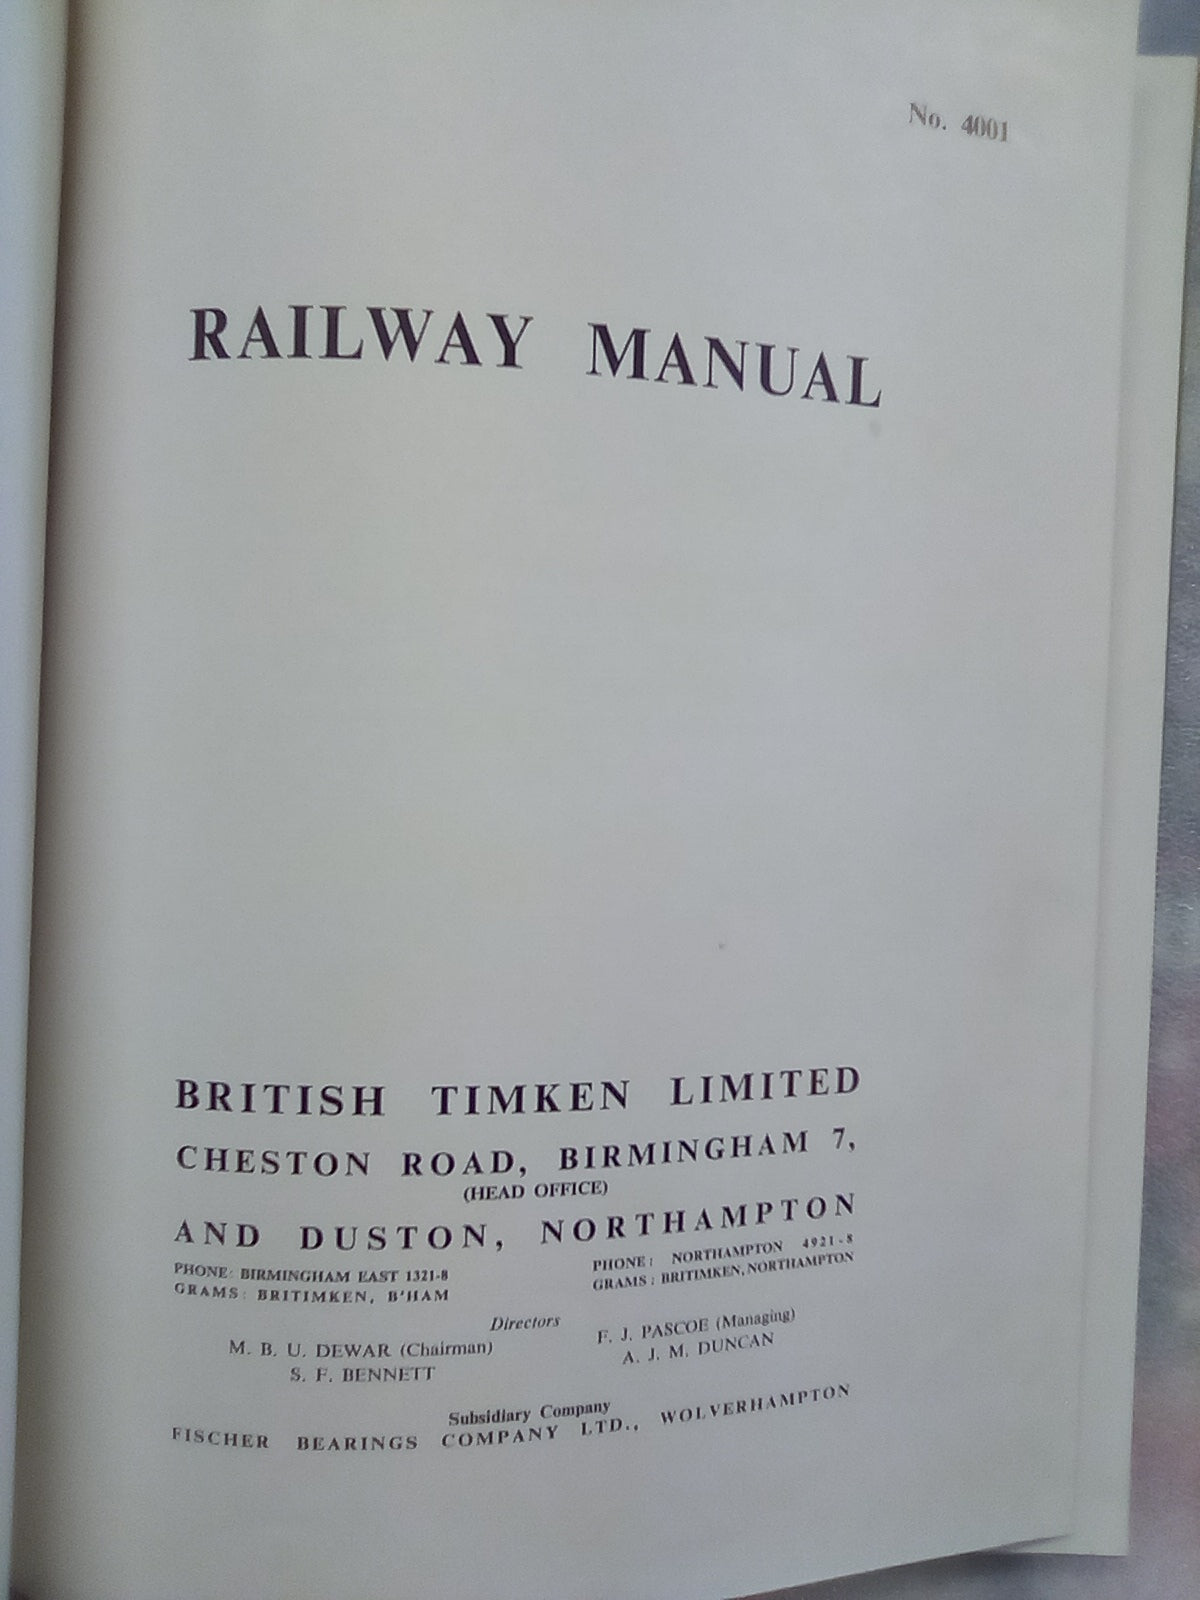 No. 4001
RAILWAY MANUAL
BRITISH TIMKEN LIMITED
CHESTON ROAD, BIRMINGHAM 7,
(HEAD OFFICE)
AND DUSTON, NORTHAMPTON
PHONE: BIRMINGHAM EAST 1321-8
GRAMS: BRITIMKEN, B'HAM
PHONE: NORTHAMPTON 4921-8
GRAMS: BRITIMKEN, NORTHAMPTON
Directors
M. B. U. DEWAR (Chairman)
S. F. BENNETT
F. J. PASCOE (Managing)
A. J. M. DUNCAN
Subsidiary Company
FISCHER BEARINGS COMPANY LTD., WOLVERHAMPTON